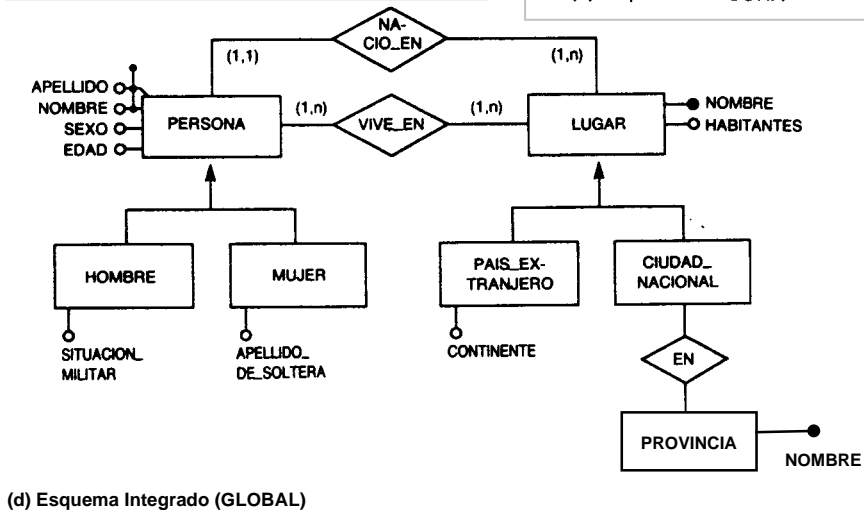 NA-
CIO_EN
(1,1)
(1,n)
APELLIDO
NOMBRE
SEXO
EDAD
PERSONA
(1,n)
VIVE_EN
(1,n)
LUGAR
NOMBRE
HABITANTES
HOMBRE
MUJER
PAIS_EX-
TRANJERO
CIUDAD_
NACIONAL
SITUACION_
MILITAR
APELLIDO_
DE_SOLTERA
CONTINENTE
EN
PROVINCIA
NOMBRE
(d) Esquema Integrado (GLOBAL)